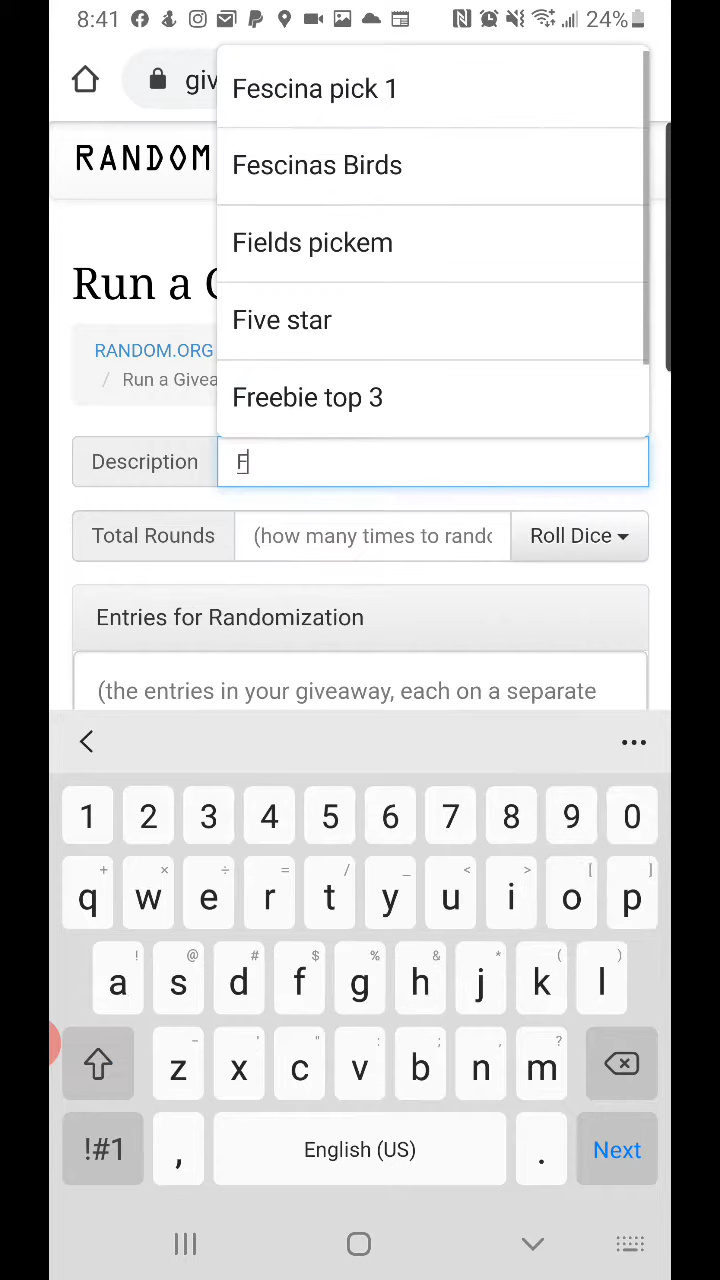 8:41 24%
giv
Fescina pick 1
Fescinas Birds
Fields pickem
Five star
Freebie top 3
RANDOM
Run a G
RANDOM.ORG
/ Run a Givea
Description F
Total Rounds (how many times to rando Roll Dice
Entries for Randomization
(the entries in your giveaway, each on a separate
1 2 3 4 5 6 7 8 9 0
+ × ÷ = / _ < > [ ]
q w e r t y u i o p
! @ # $ % & * ( )
a s d f g h j k l
- ' " : ; , ?
z x c v b n m
!#1 , English (US) . Next